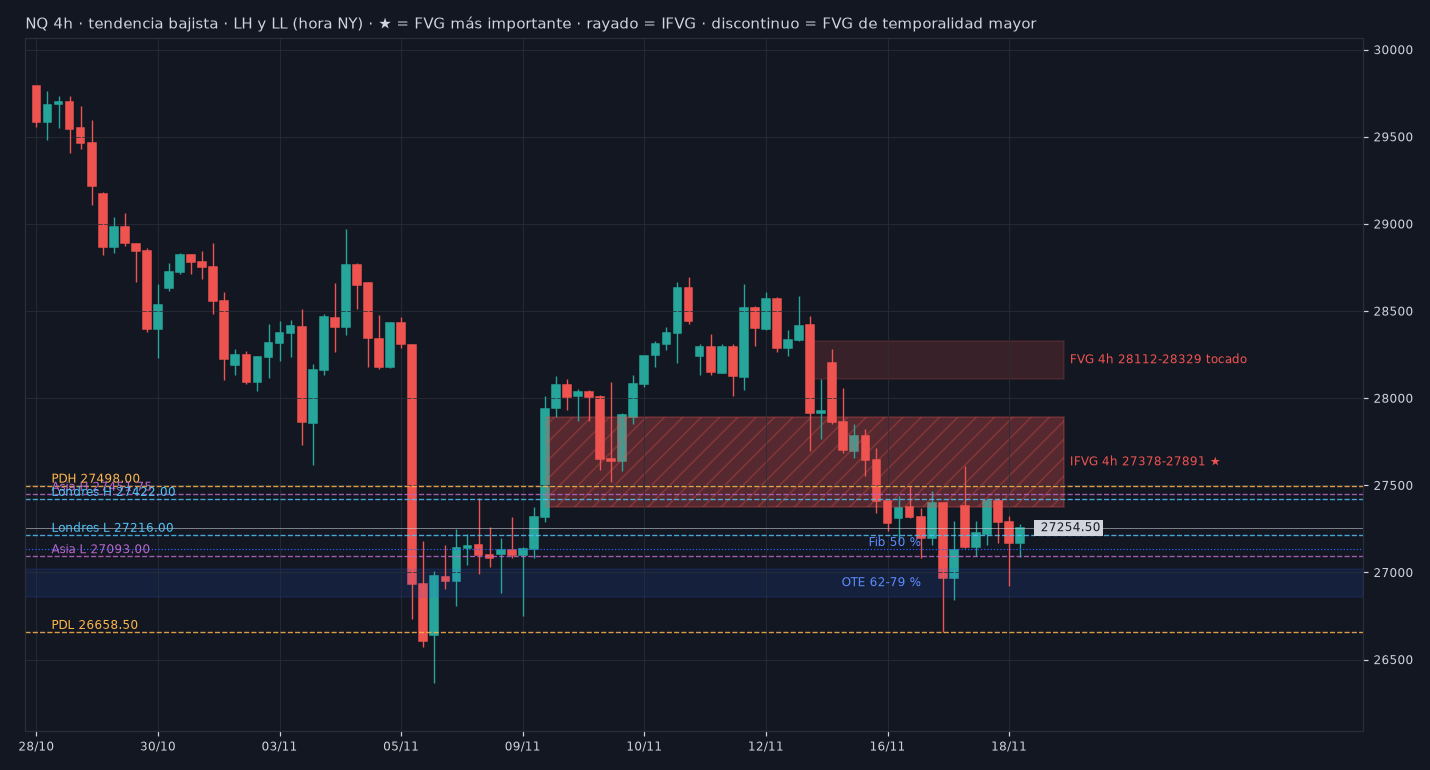 NQ 4h · tendencia bajista · LH y LL (hora NY) · ★ = FVG más importante · rayado = IFVG · discontinuo = FVG de temporalidad mayor
30000
29500
29000
28500
FVG 4h 28112-28329 tocado
28000
IFVG 4h 27378-27891 ★
PDH 27498.00
27500
Asia H
Londres H 27422.00
Londres L 27216.00
27254.50
Fib 50 %
Asia L 27093.00
27000
OTE 62-79 %
PDL 26658.50
26500
28/10 30/10 03/11 05/11 09/11 10/11 12/11 16/11 18/11